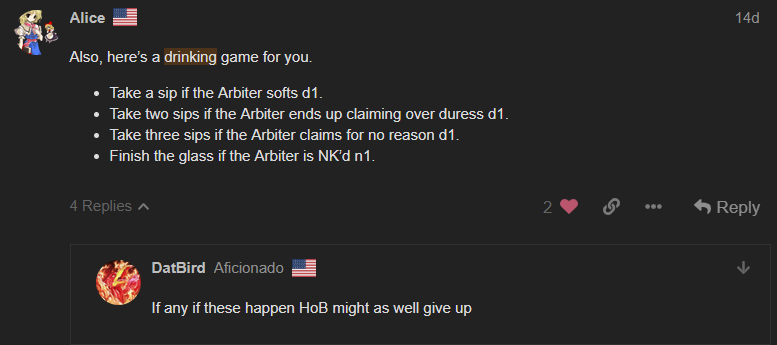 Alice
14d
Also, here's a drinking game for you.
• Take a sip if the Arbiter softs d1.
• Take two sips if the Arbiter ends up claiming over duress d1.
• Take three sips if the Arbiter claims for no reason d1.
• Finish the glass if the Arbiter is NK'd n1.
4 Replies
2
Reply
DatBird Aficionado
If any if these happen HoB might as well give up